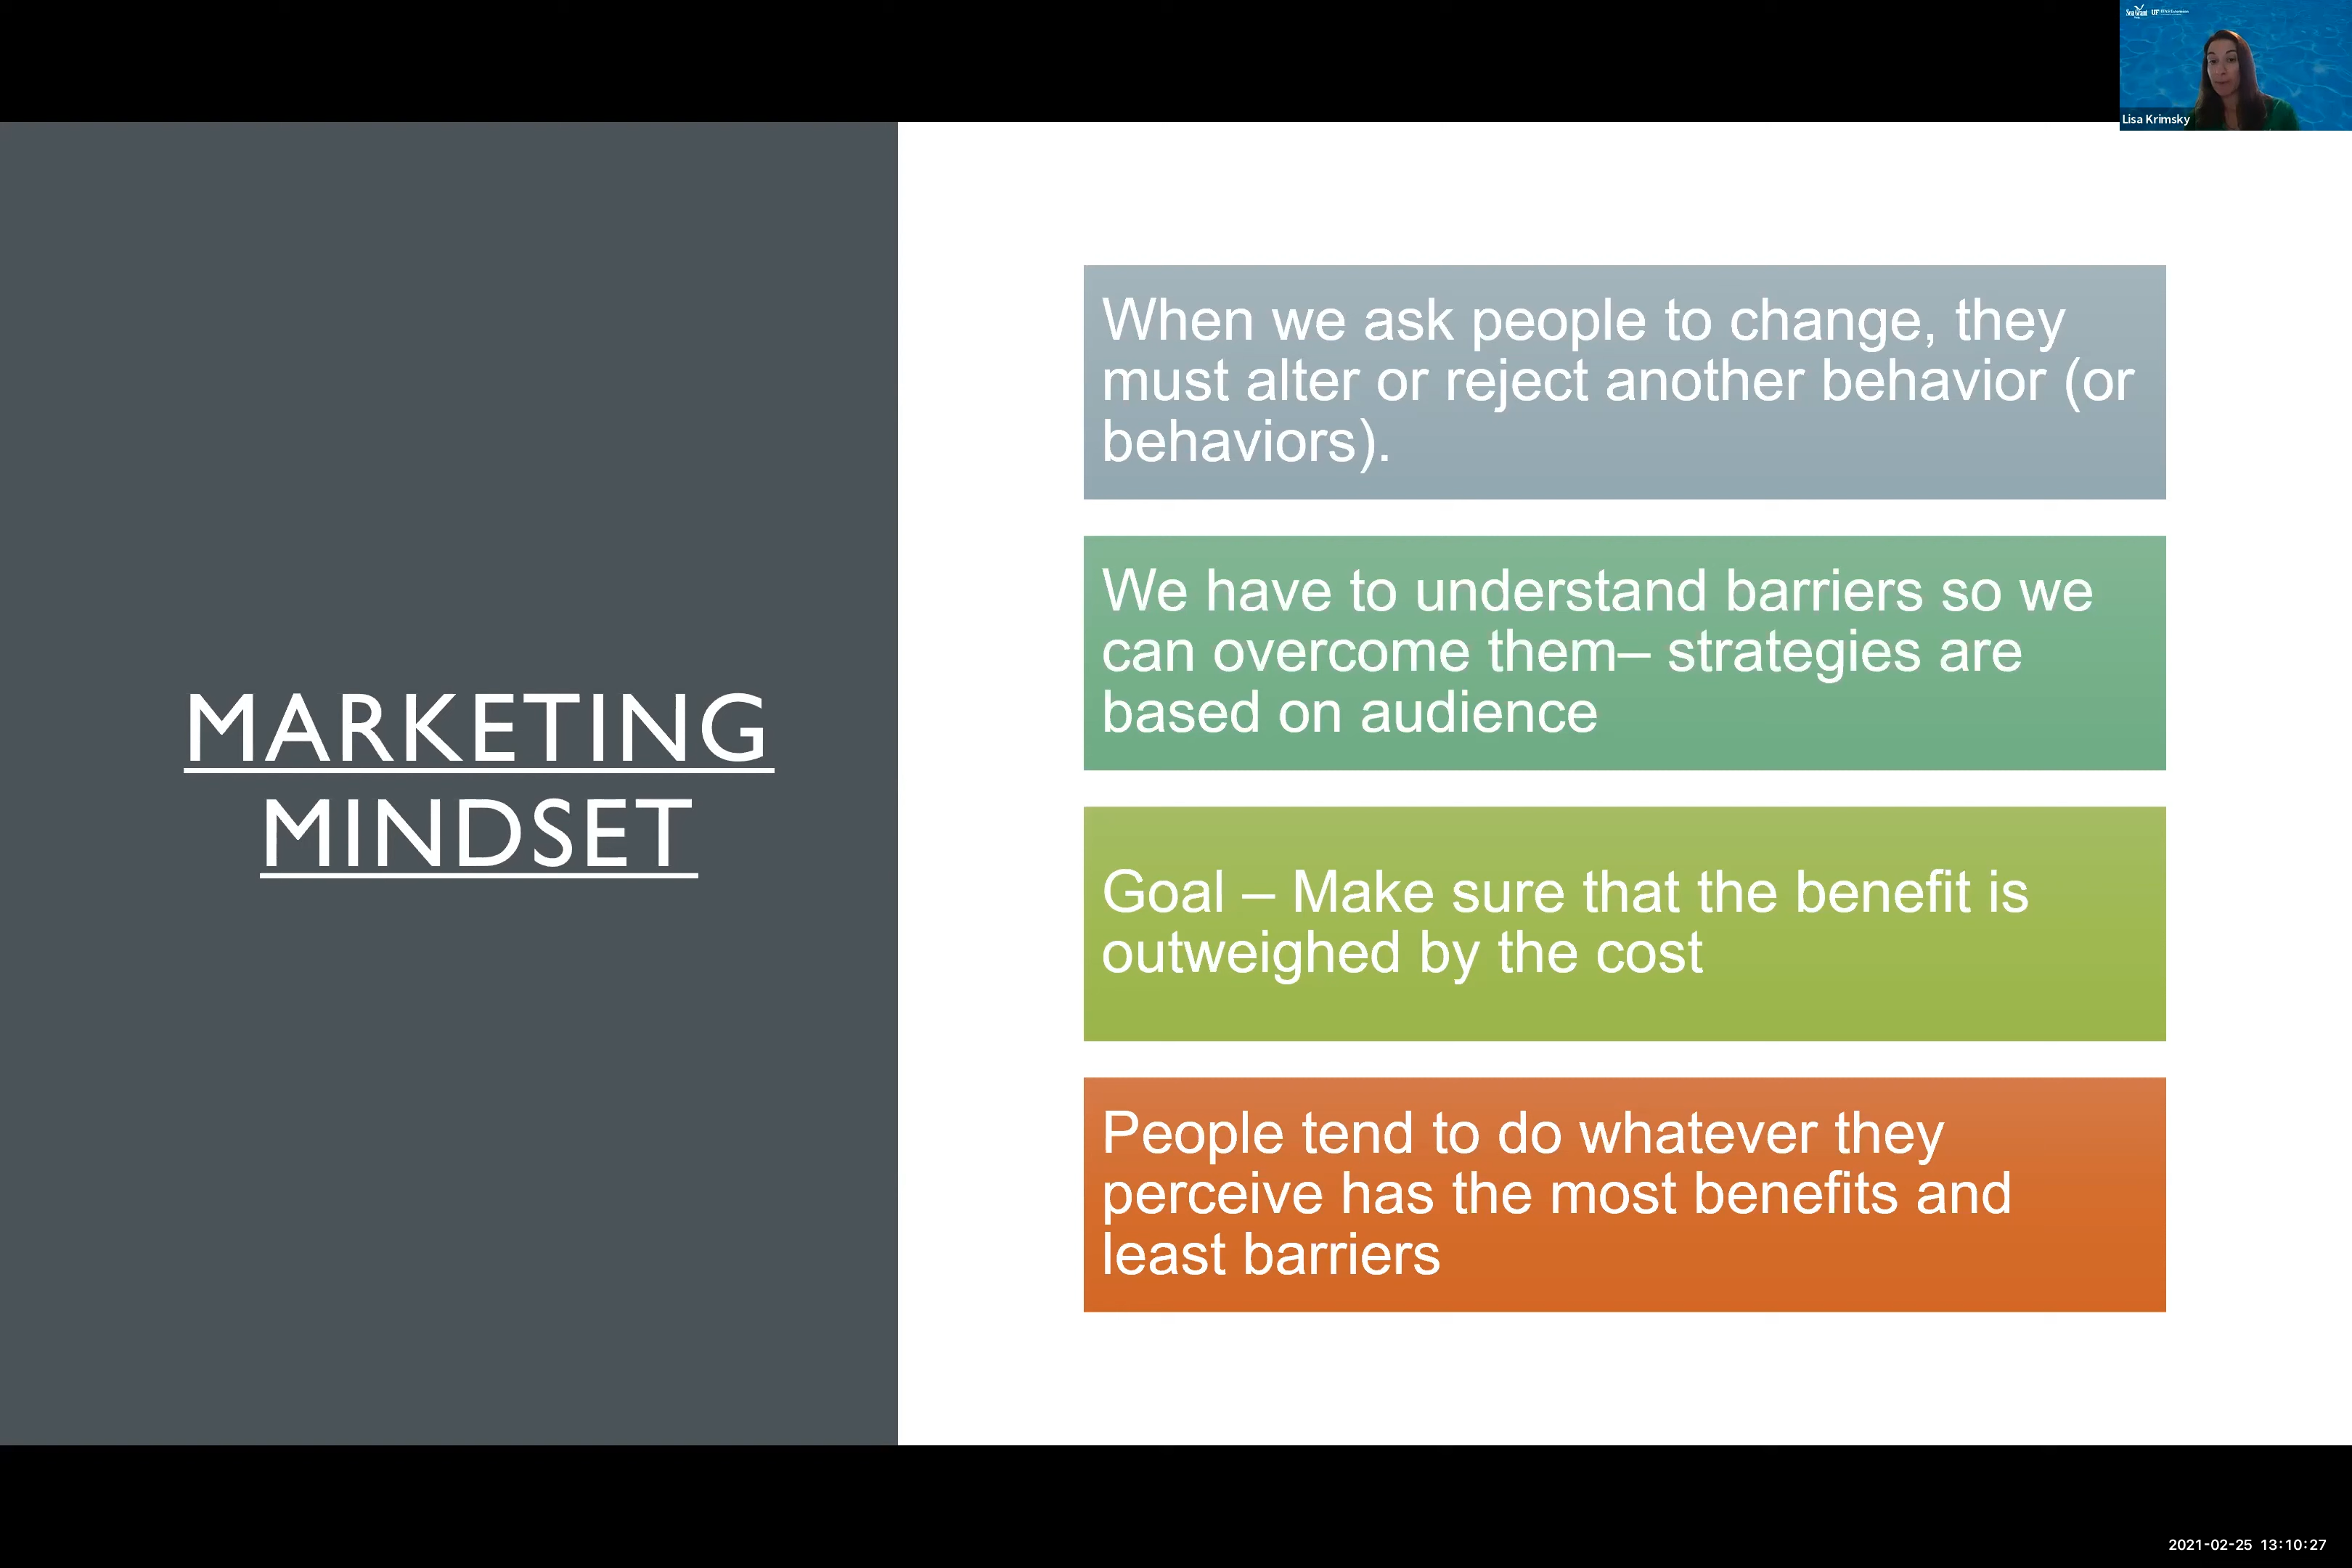 Sea Grant
UF
Lisa Krimsky
MARKETING
MINDSET
When we ask people to change, they
must alter or reject another behavior (or
behaviors).
We have to understand barriers so we
can overcome them– strategies are
based on audience
Goal – Make sure that the benefit is
outweighed by the cost
People tend to do whatever they
perceive has the most benefits and
least barriers
2021-02-25 13:10:27